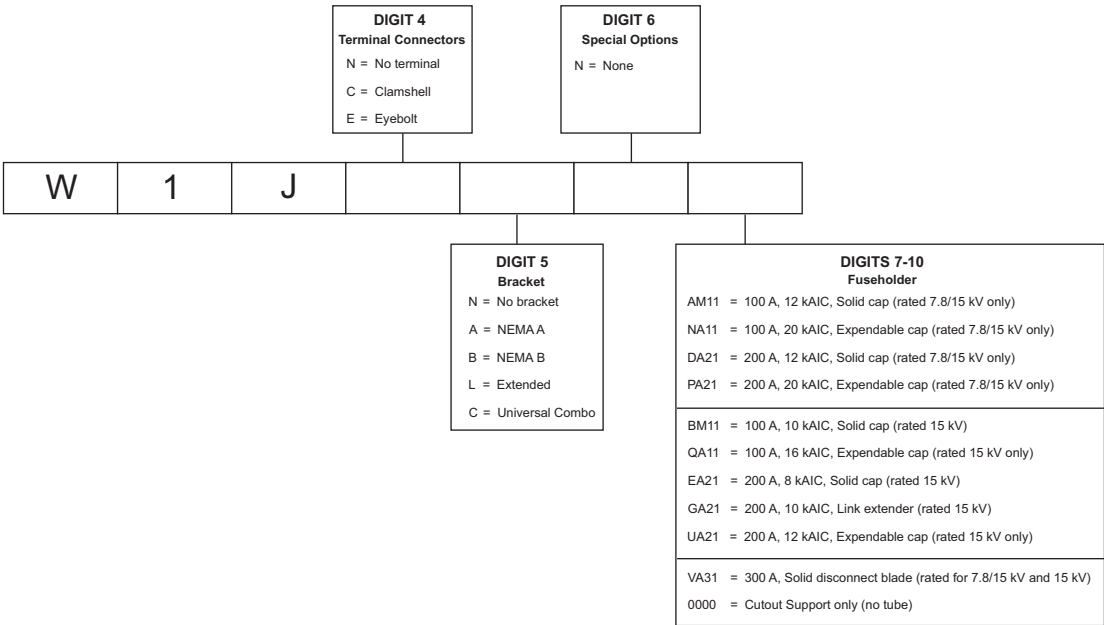 DIGIT 4
Terminal Connectors
N = No terminal
C = Clamshell
E = Eyebolt
DIGIT 6
Special Options
N = None
W 1 J
DIGIT 5
Bracket
N = No bracket
A = NEMA A
B = NEMA B
L = Extended
C = Universal Combo
DIGITS 7-10
Fuseholder
AM11 = 100 A, 12 kAIC, Solid cap (rated 7.8/15 kV only)
NA11 = 100 A, 20 kAIC, Expendable cap (rated 7.8/15 kV only)
DA21 = 200 A, 12 kAIC, Solid cap (rated 7.8/15 kV only)
PA21 = 200 A, 20 kAIC, Expendable cap (rated 7.8/15 kV only)
BM11 = 100 A, 10 kAIC, Solid cap (rated 15 kV)
QA11 = 100 A, 16 kAIC, Expendable cap (rated 15 kV only)
EA21 = 200 A, 8 kAIC, Solid cap (rated 15 kV)
GA21 = 200 A, 10 kAIC, Link extender (rated 15 kV)
UA21 = 200 A, 12 kAIC, Expendable cap (rated 15 kV only)
VA31 = 300 A, Solid disconnect blade (rated for 7.8/15 kV and 15 kV)
0000 = Cutout Support only (no tube)